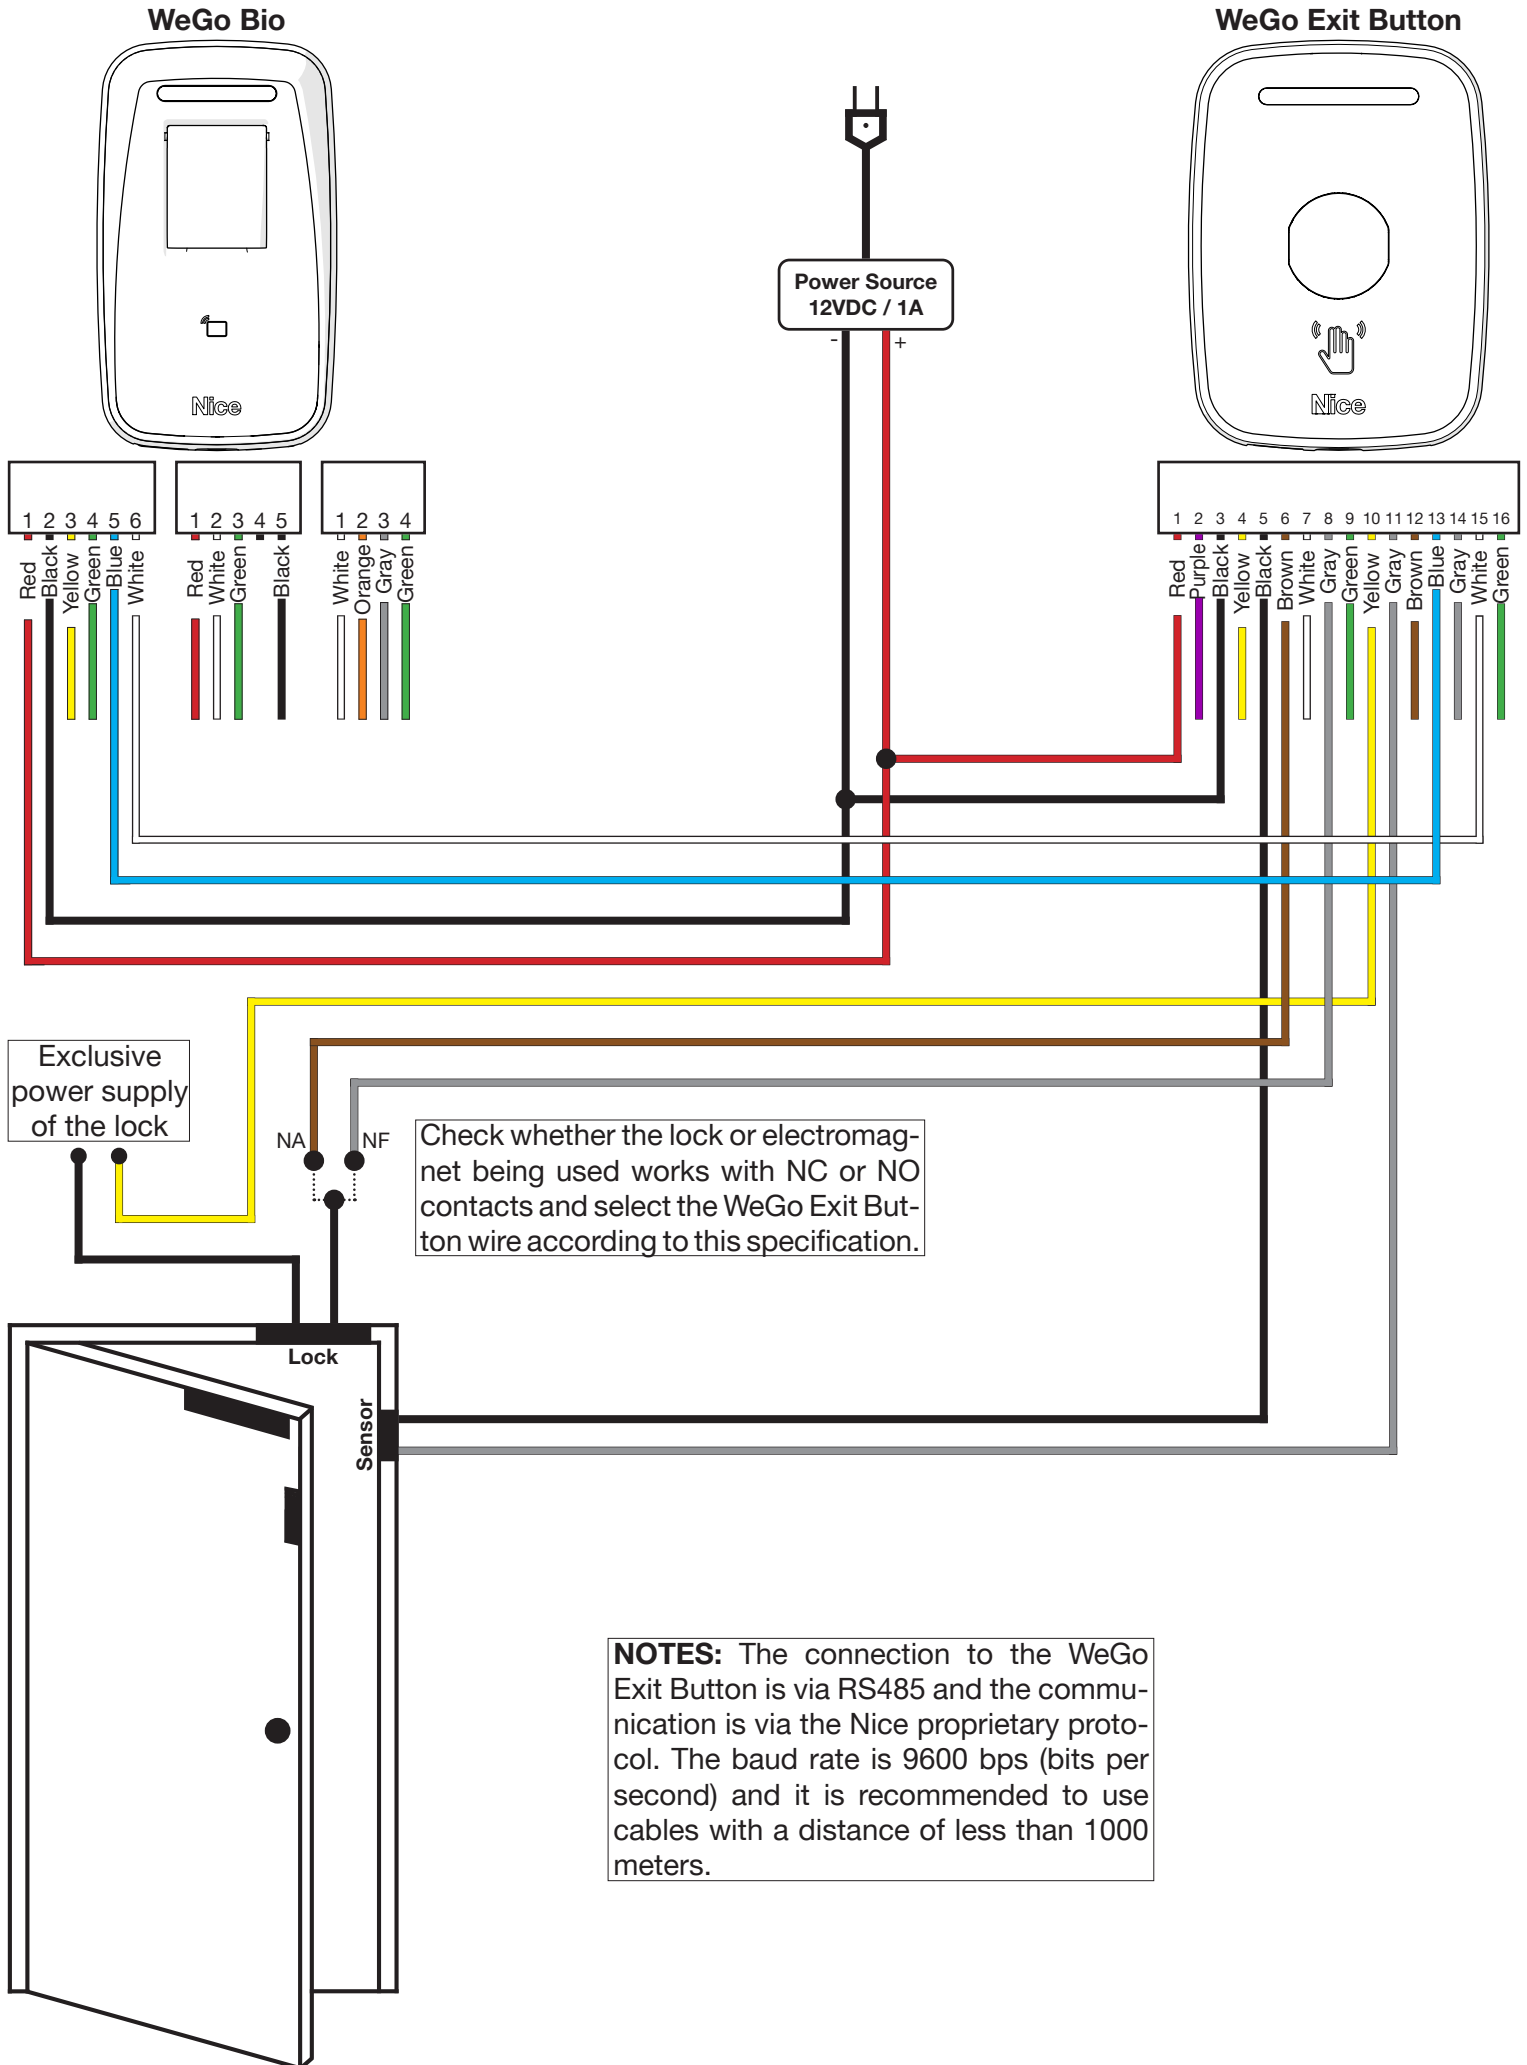 WeGo Bio
WeGo Exit Button
Power Source
12VDC / 1A
- +
Nice
Nice
1 2 3 4 5 6
Red Black Yellow Green Blue White
1 2 3 4 5
Red White Green Black
1 2 3 4
White Orange Gray Green
1 2 3 4 5 6 7 8 9 10 11 12 13 14 15 16
Red Purple Black Yellow Black Brown White Gray Green Yellow Gray Brown Blue Gray White Green
Exclusive
power supply
of the lock
NA NF
Check whether the lock or electromag-
net being used works with NC or NO
contacts and select the WeGo Exit But-
ton wire according to this specification.
Lock
Sensor
NOTES: The connection to the WeGo
Exit Button is via RS485 and the commu-
nication is via the Nice proprietary proto-
col. The baud rate is 9600 bps (bits per
second) and it is recommended to use
cables with a distance of less than 1000
meters.